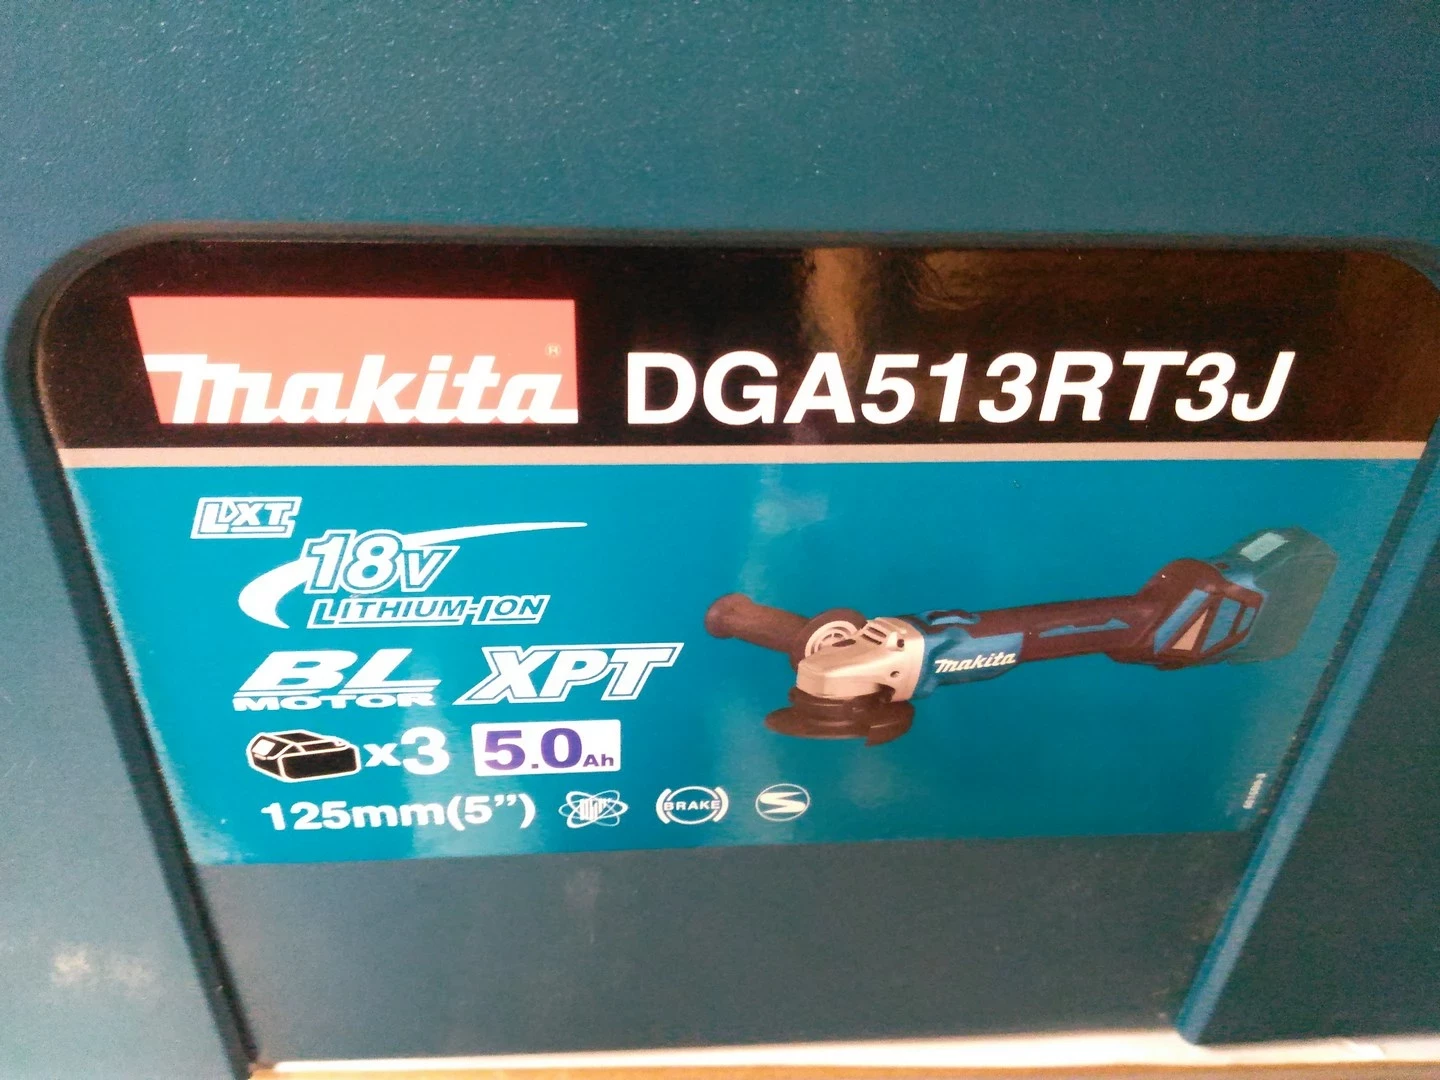 makita® DGA513RT3J
LXT
18V
LITHIUM-ION
BL
MOTOR
XPT
x3 5.0Ah
125mm(5")
BRAKE
S
makita